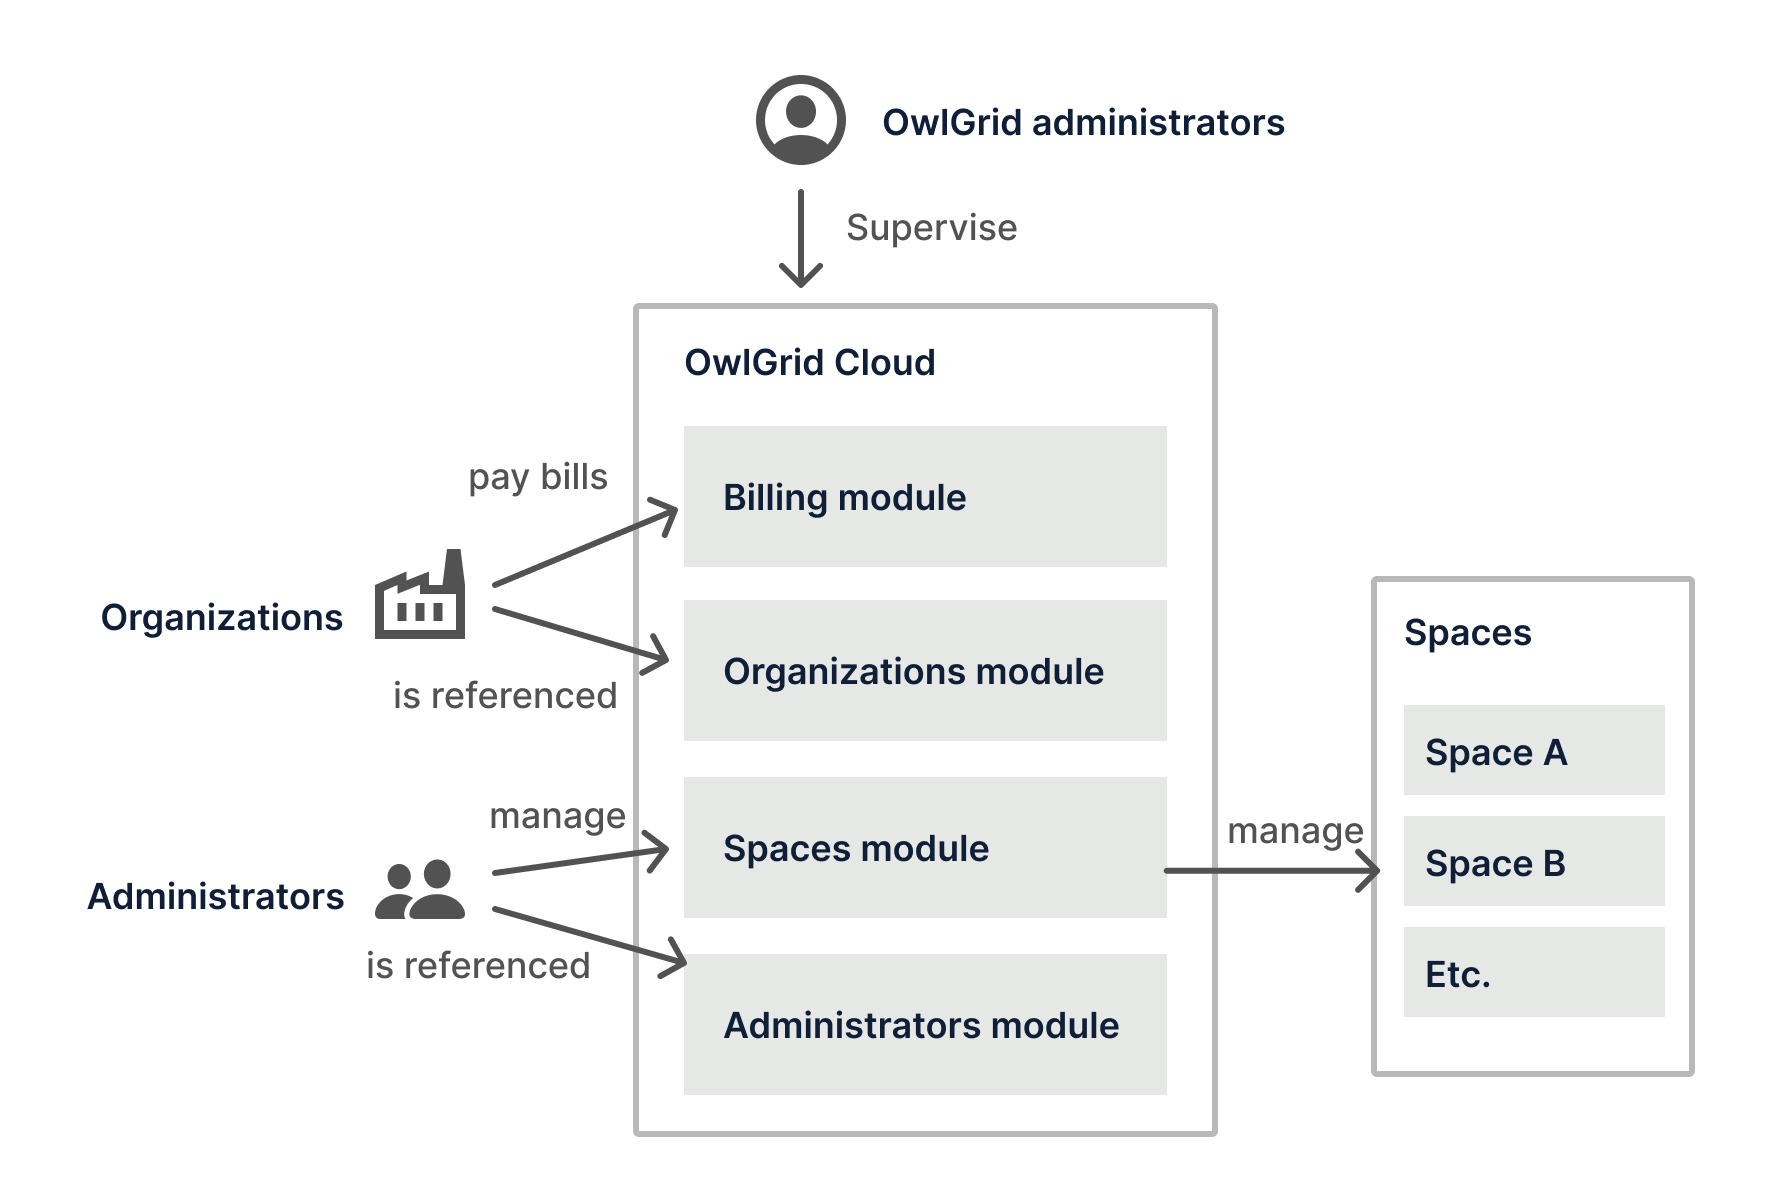 OwlGrid administrators
Supervise
OwlGrid Cloud
pay bills
Billing module
Organizations
is referenced
Organizations module
manage
Spaces module
Administrators
is referenced
Administrators module
manage
Spaces
Space A
Space B
Etc.